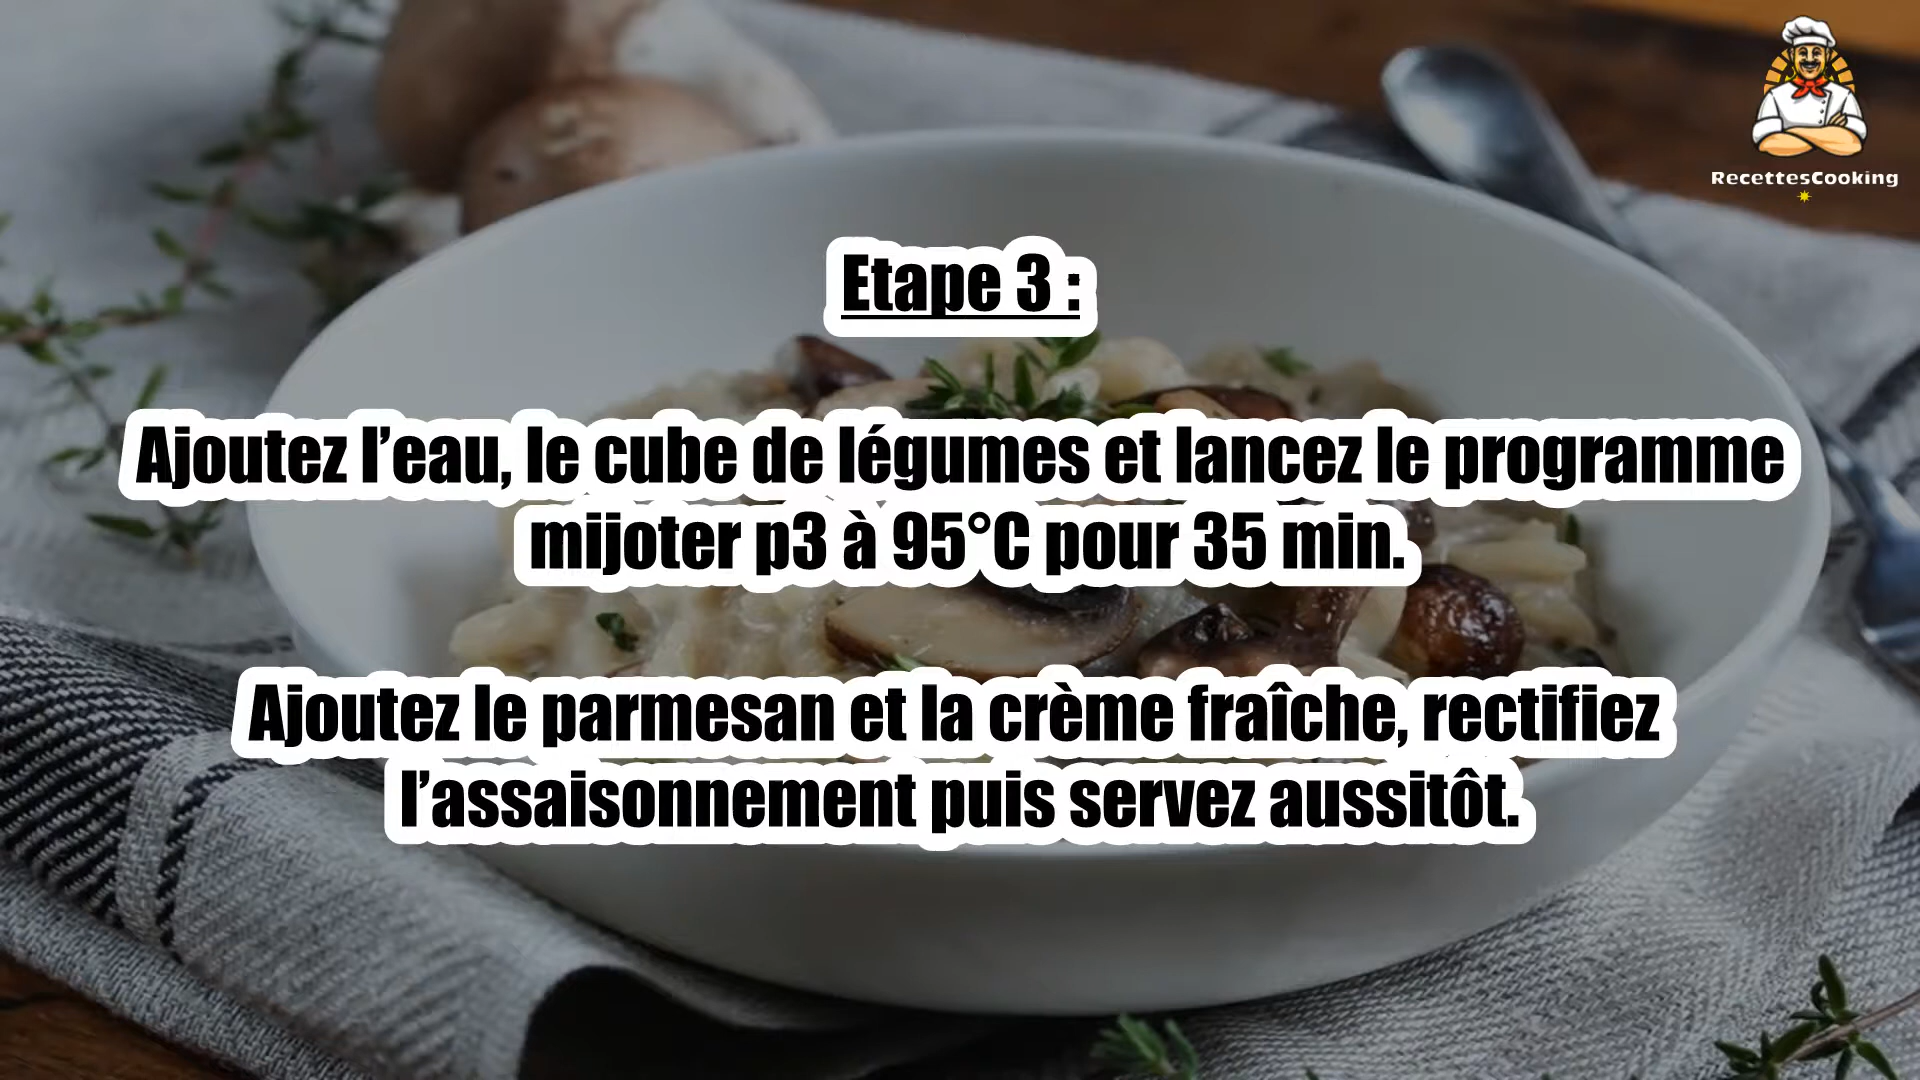 RecettesCooking
Etape 3 :
Ajoutez l’eau, le cube de légumes et lancez le programme
mijoter p3 à 95°C pour 35 min.
Ajoutez le parmesan et la crème fraîche, rectifiez
l’assaisonnement puis servez aussitôt.